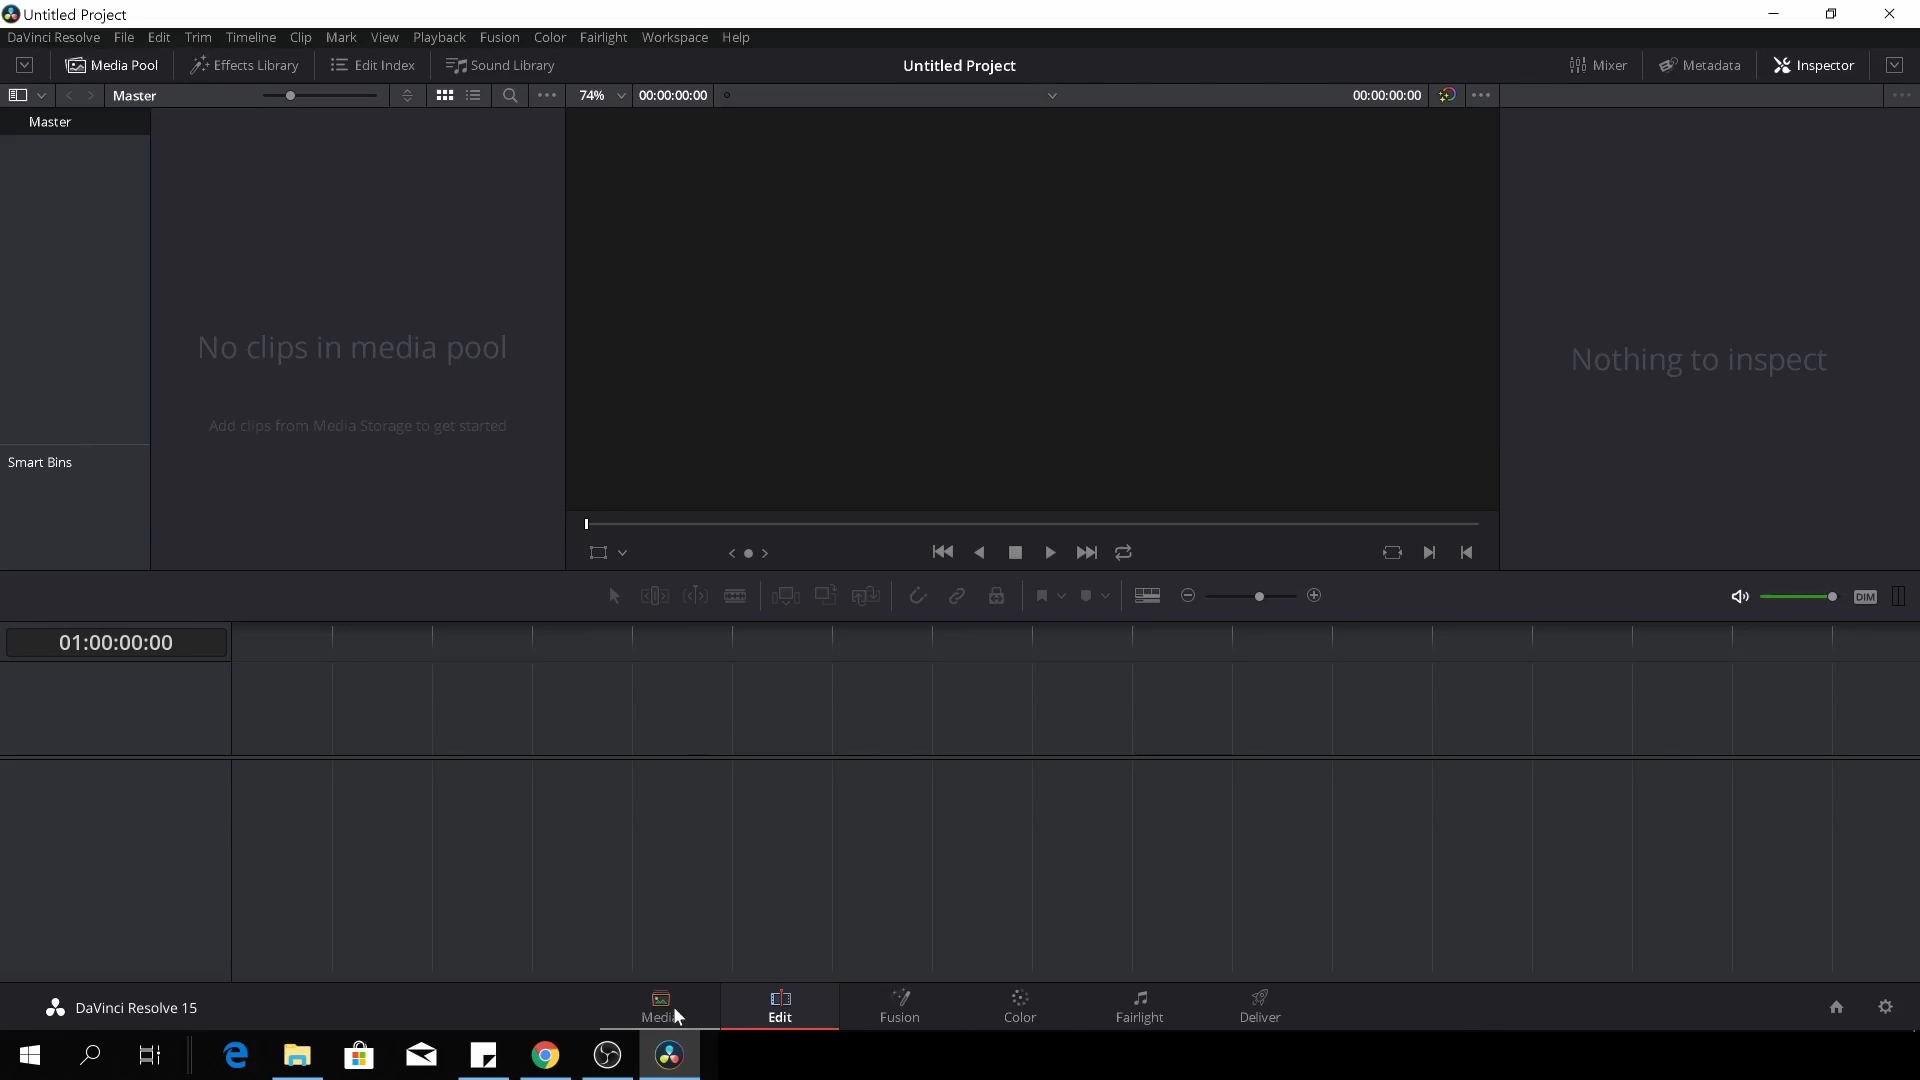 Untitled Project
DaVinci Resolve File Edit Trim Timeline Clip Mark View Playback Fusion Color Fairlight Workspace Help
Media Pool Effects Library Edit Index Sound Library Untitled Project Mixer Metadata Inspector
Master 74% 00:00:00:00 00:00:00:00
Master
No clips in media pool
Nothing to inspect
Add clips from Media Storage to get started
Smart Bins
DIM
01:00:00:00
DaVinci Resolve 15
Media Edit Fusion Color Fairlight Deliver